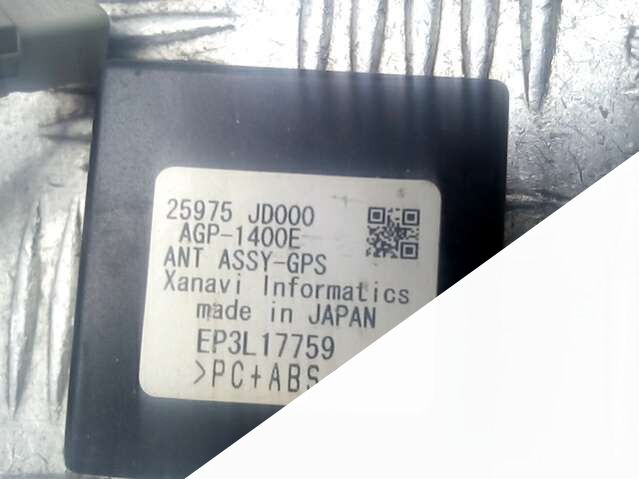 25975 JD000
AGP-1400E
ANT ASSY-GPS
Xanavi Informatics
made in JAPAN
EP3L17759
>PC+ABS